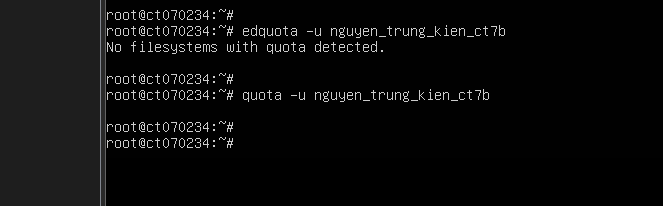 root@ct070234:~#
root@ct070234:~# edquota -u nguyen_trung_kien_ct7b
No filesystems with quota detected.
root@ct070234:~#
root@ct070234:~# quota -u nguyen_trung_kien_ct7b
root@ct070234:~#
root@ct070234:~#